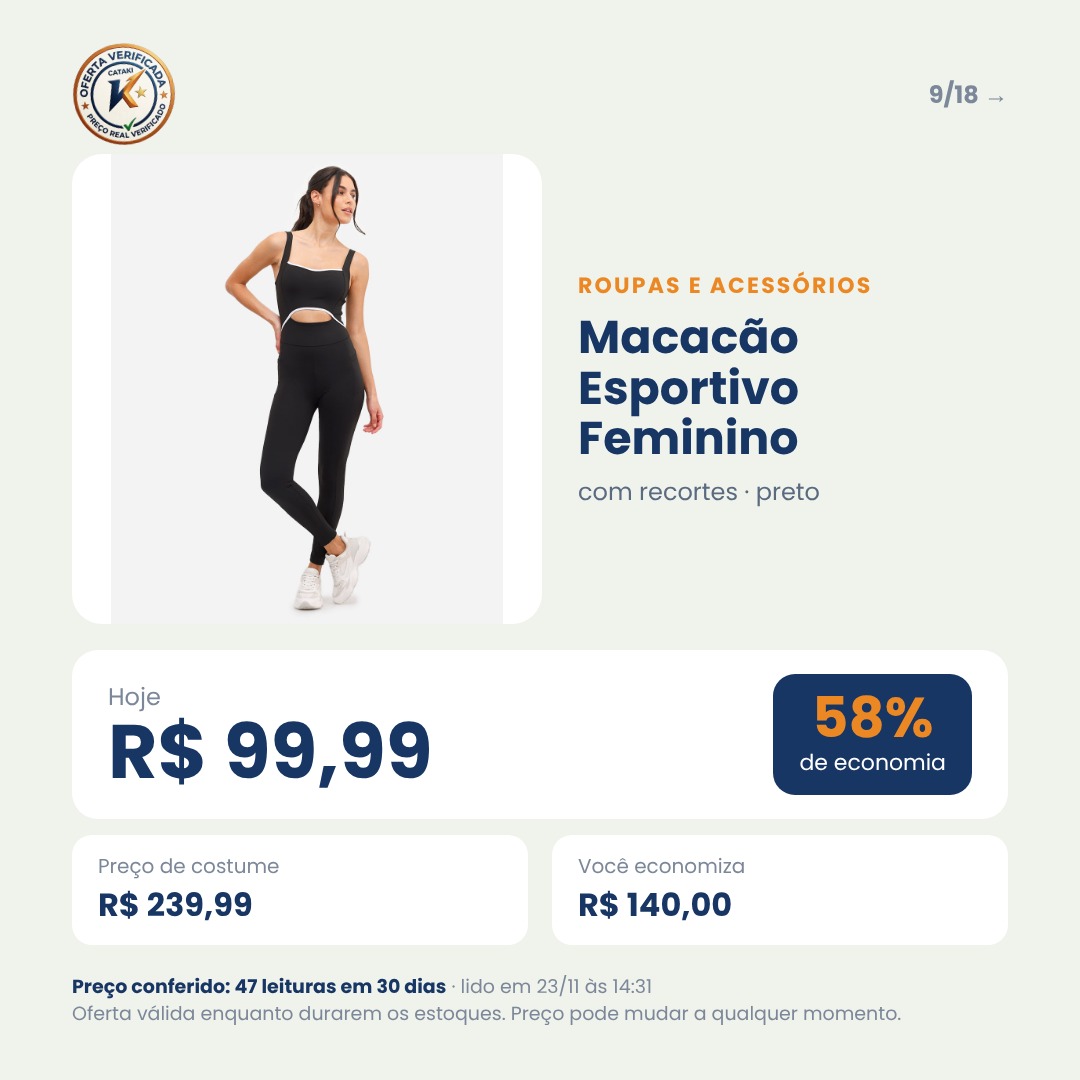 OFERTA VERIFICADA
CATAKI
K
PREÇO REAL VERIFICADO
9/18 →
ROUPAS E ACESSÓRIOS
Macacão
Esportivo
Feminino
com recortes · preto
Hoje
R$ 99,99
58%
de economia
Preço de costume
R$ 239,99
Você economiza
R$ 140,00
Preço conferido: 47 leituras em 30 dias · lido em 23/11 às 14:31
Oferta válida enquanto durarem os estoques. Preço pode mudar a qualquer momento.